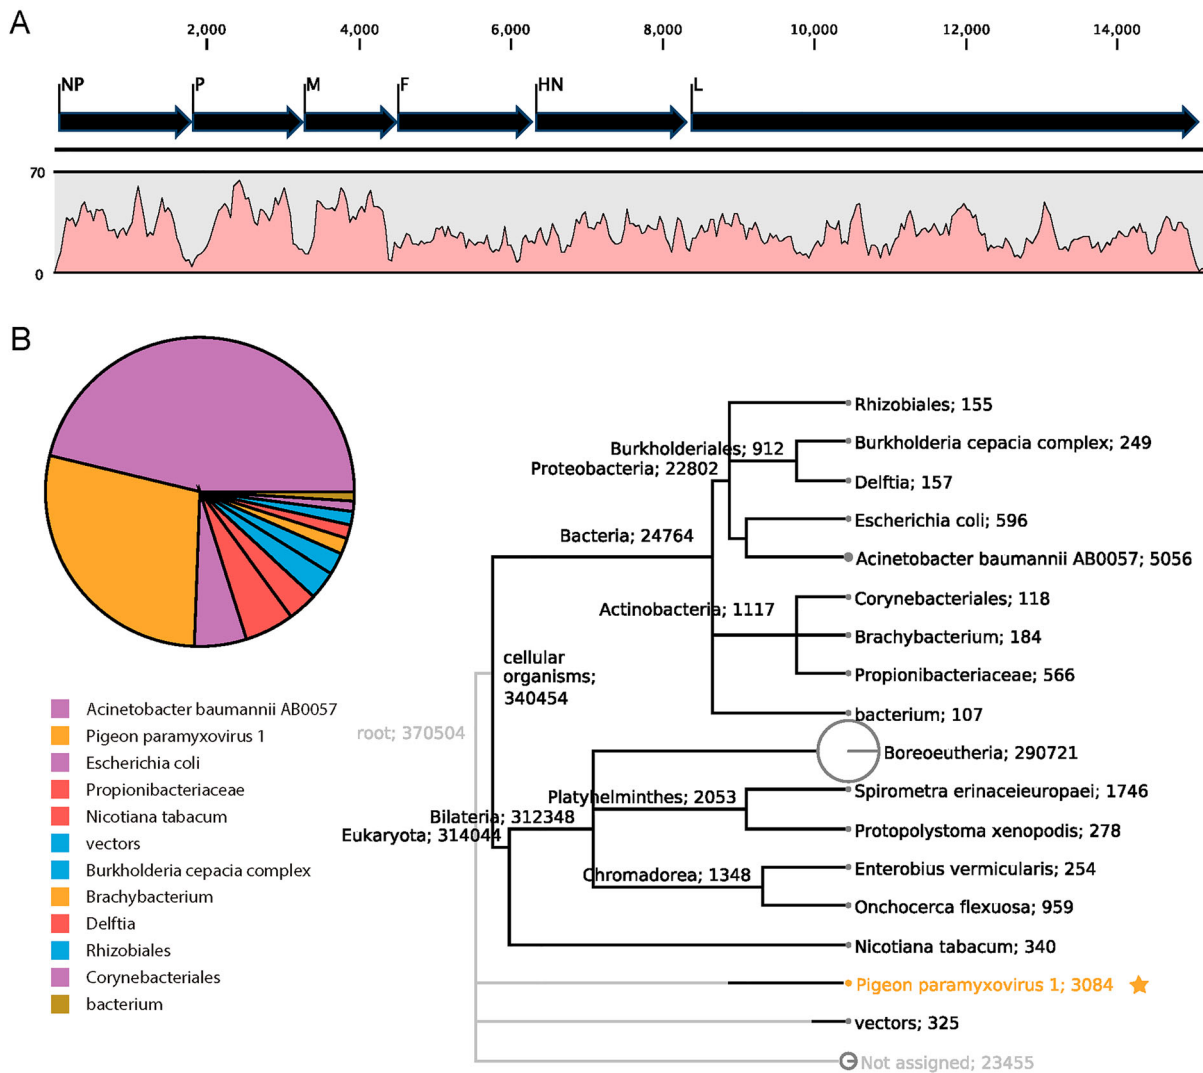 A
2,000 4,000 6,000 8,000 10,000 12,000 14,000
NP P M F HN L
70
0
B
Acinetobacter baumannii AB0057
Pigeon paramyxovirus 1
Escherichia coli
Propionibacteriaceae
Nicotiana tabacum
vectors
Burkholderia cepacia complex
Brachybacterium
Delftia
Rhizobiales
Corynebacteriales
bacterium
Rhizobiales; 155
Burkholderiales; 912
Burkholderia cepacia complex; 249
Proteobacteria; 22802
Delftia; 157
Escherichia coli; 596
Bacteria; 24764
Acinetobacter baumannii AB0057; 5056
Corynebacteriales; 118
Actinobacteria; 1117
Brachybacterium; 184
cellular
organisms;
340454
Propionibacteriaceae; 566
bacterium; 107
root; 370504
Boreoeutheria; 290721
Spirometra erinaceieuropaei; 1746
Platyhelminthes; 2053
Bilateria; 312348
Protopolystoma xenopodis; 278
Eukaryota; 314044
Enterobius vermicularis; 254
Chromadorea; 1348
Onchocerca flexuosa; 959
Nicotiana tabacum; 340
Pigeon paramyxovirus 1; 3084
vectors; 325
Not assigned; 23455